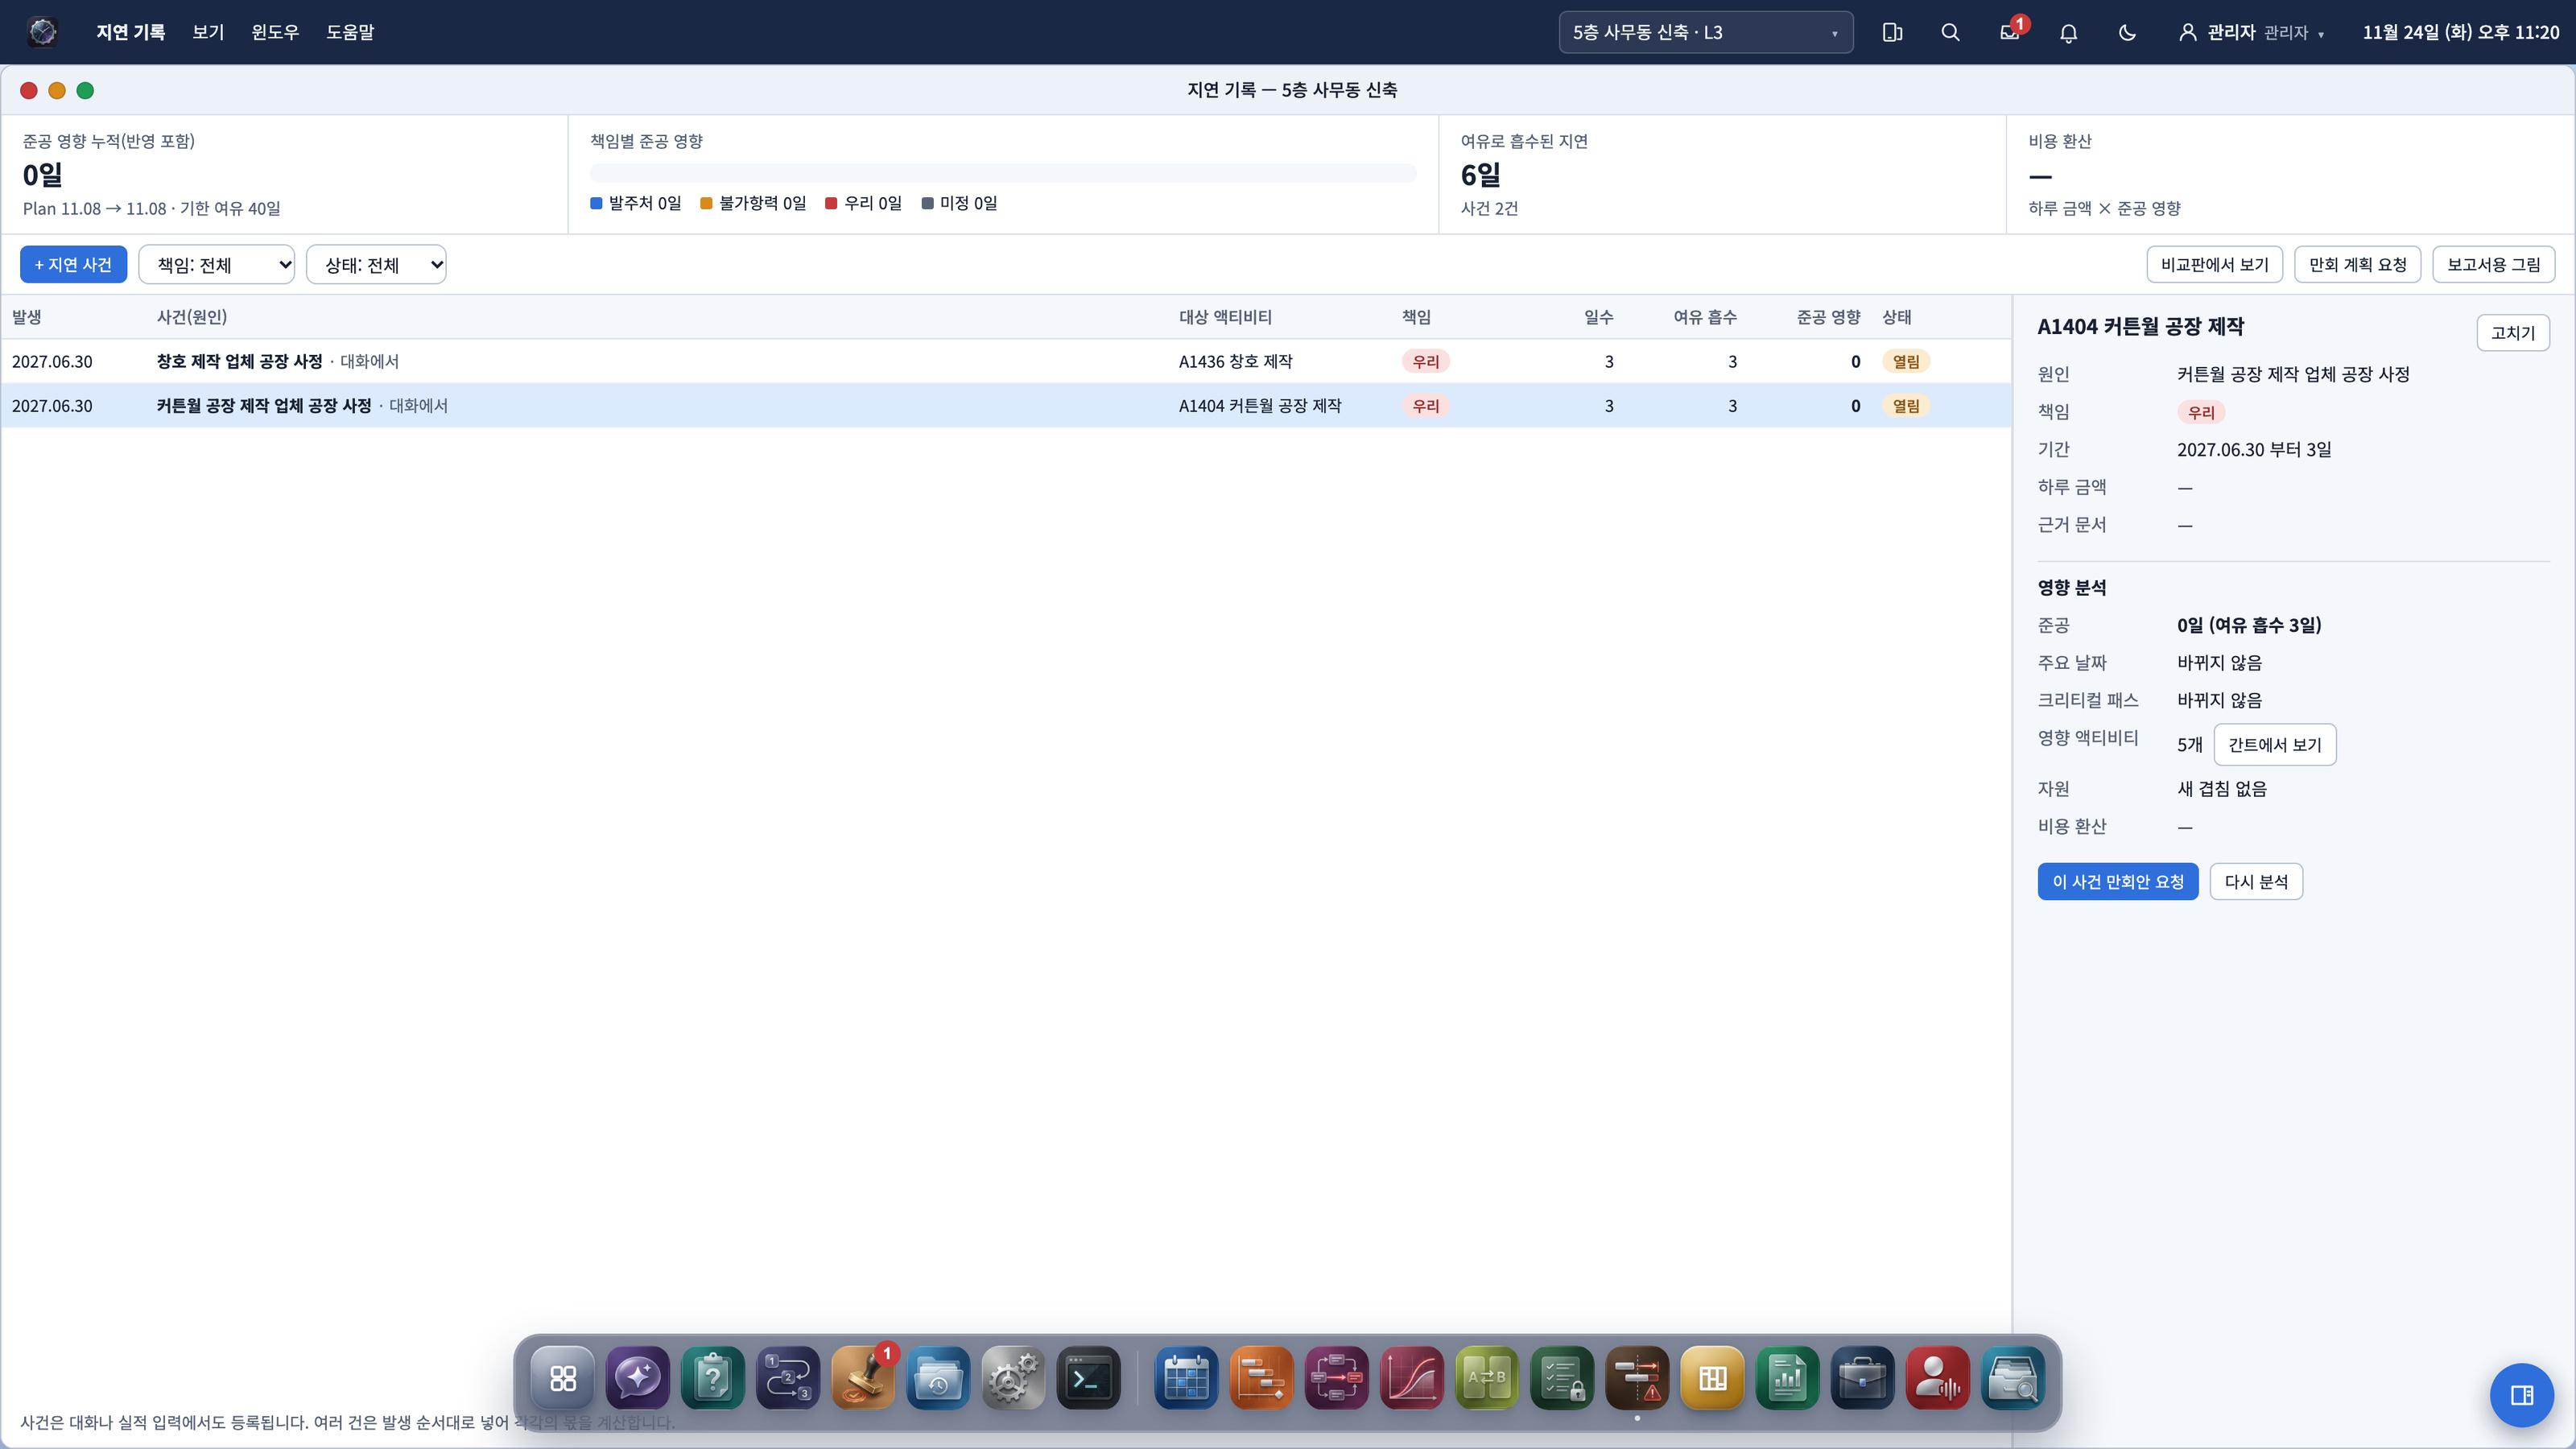 지연 기록 보기 윈도우 도움말 5층 사무동 신축 · L3 1 관리자 관리자 11월 24일 (화) 오후 11:20
지연 기록 — 5층 사무동 신축
준공 영향 누적(반영 포함)
0일
Plan 11.08 → 11.08 · 기한 여유 40일
책임별 준공 영향
발주처 0일 불가항력 0일 우리 0일 미정 0일
여유로 흡수된 지연
6일
사건 2건
비용 환산
—
하루 금액 × 준공 영향
+ 지연 사건 책임: 전체 상태: 전체 비교판에서 보기 만회 계획 요청 보고서용 그림
발생 사건(원인) 대상 액티비티 책임 일수 여유 흡수 준공 영향 상태
2027.06.30 창호 제작 업체 공장 사정 · 대화에서 A1436 창호 제작 우리 3 3 0 열림
2027.06.30 커튼월 공장 제작 업체 공장 사정 · 대화에서 A1404 커튼월 공장 제작 우리 3 3 0 열림
A1404 커튼월 공장 제작 고치기
원인 커튼월 공장 제작 업체 공장 사정
책임 우리
기간 2027.06.30 부터 3일
하루 금액 —
근거 문서 —
영향 분석
준공 0일 (여유 흡수 3일)
주요 날짜 바뀌지 않음
크리티컬 패스 바뀌지 않음
영향 액티비티 5개 간트에서 보기
자원 새 겹침 없음
비용 환산 —
이 사건 만회안 요청 다시 분석
1 2 3 ? 1 A⇄B
사건은 대화나 실적 입력에서도 등록됩니다. 여러 건은 발생 순서대로 넣어 각각의 몫을 계산합니다.